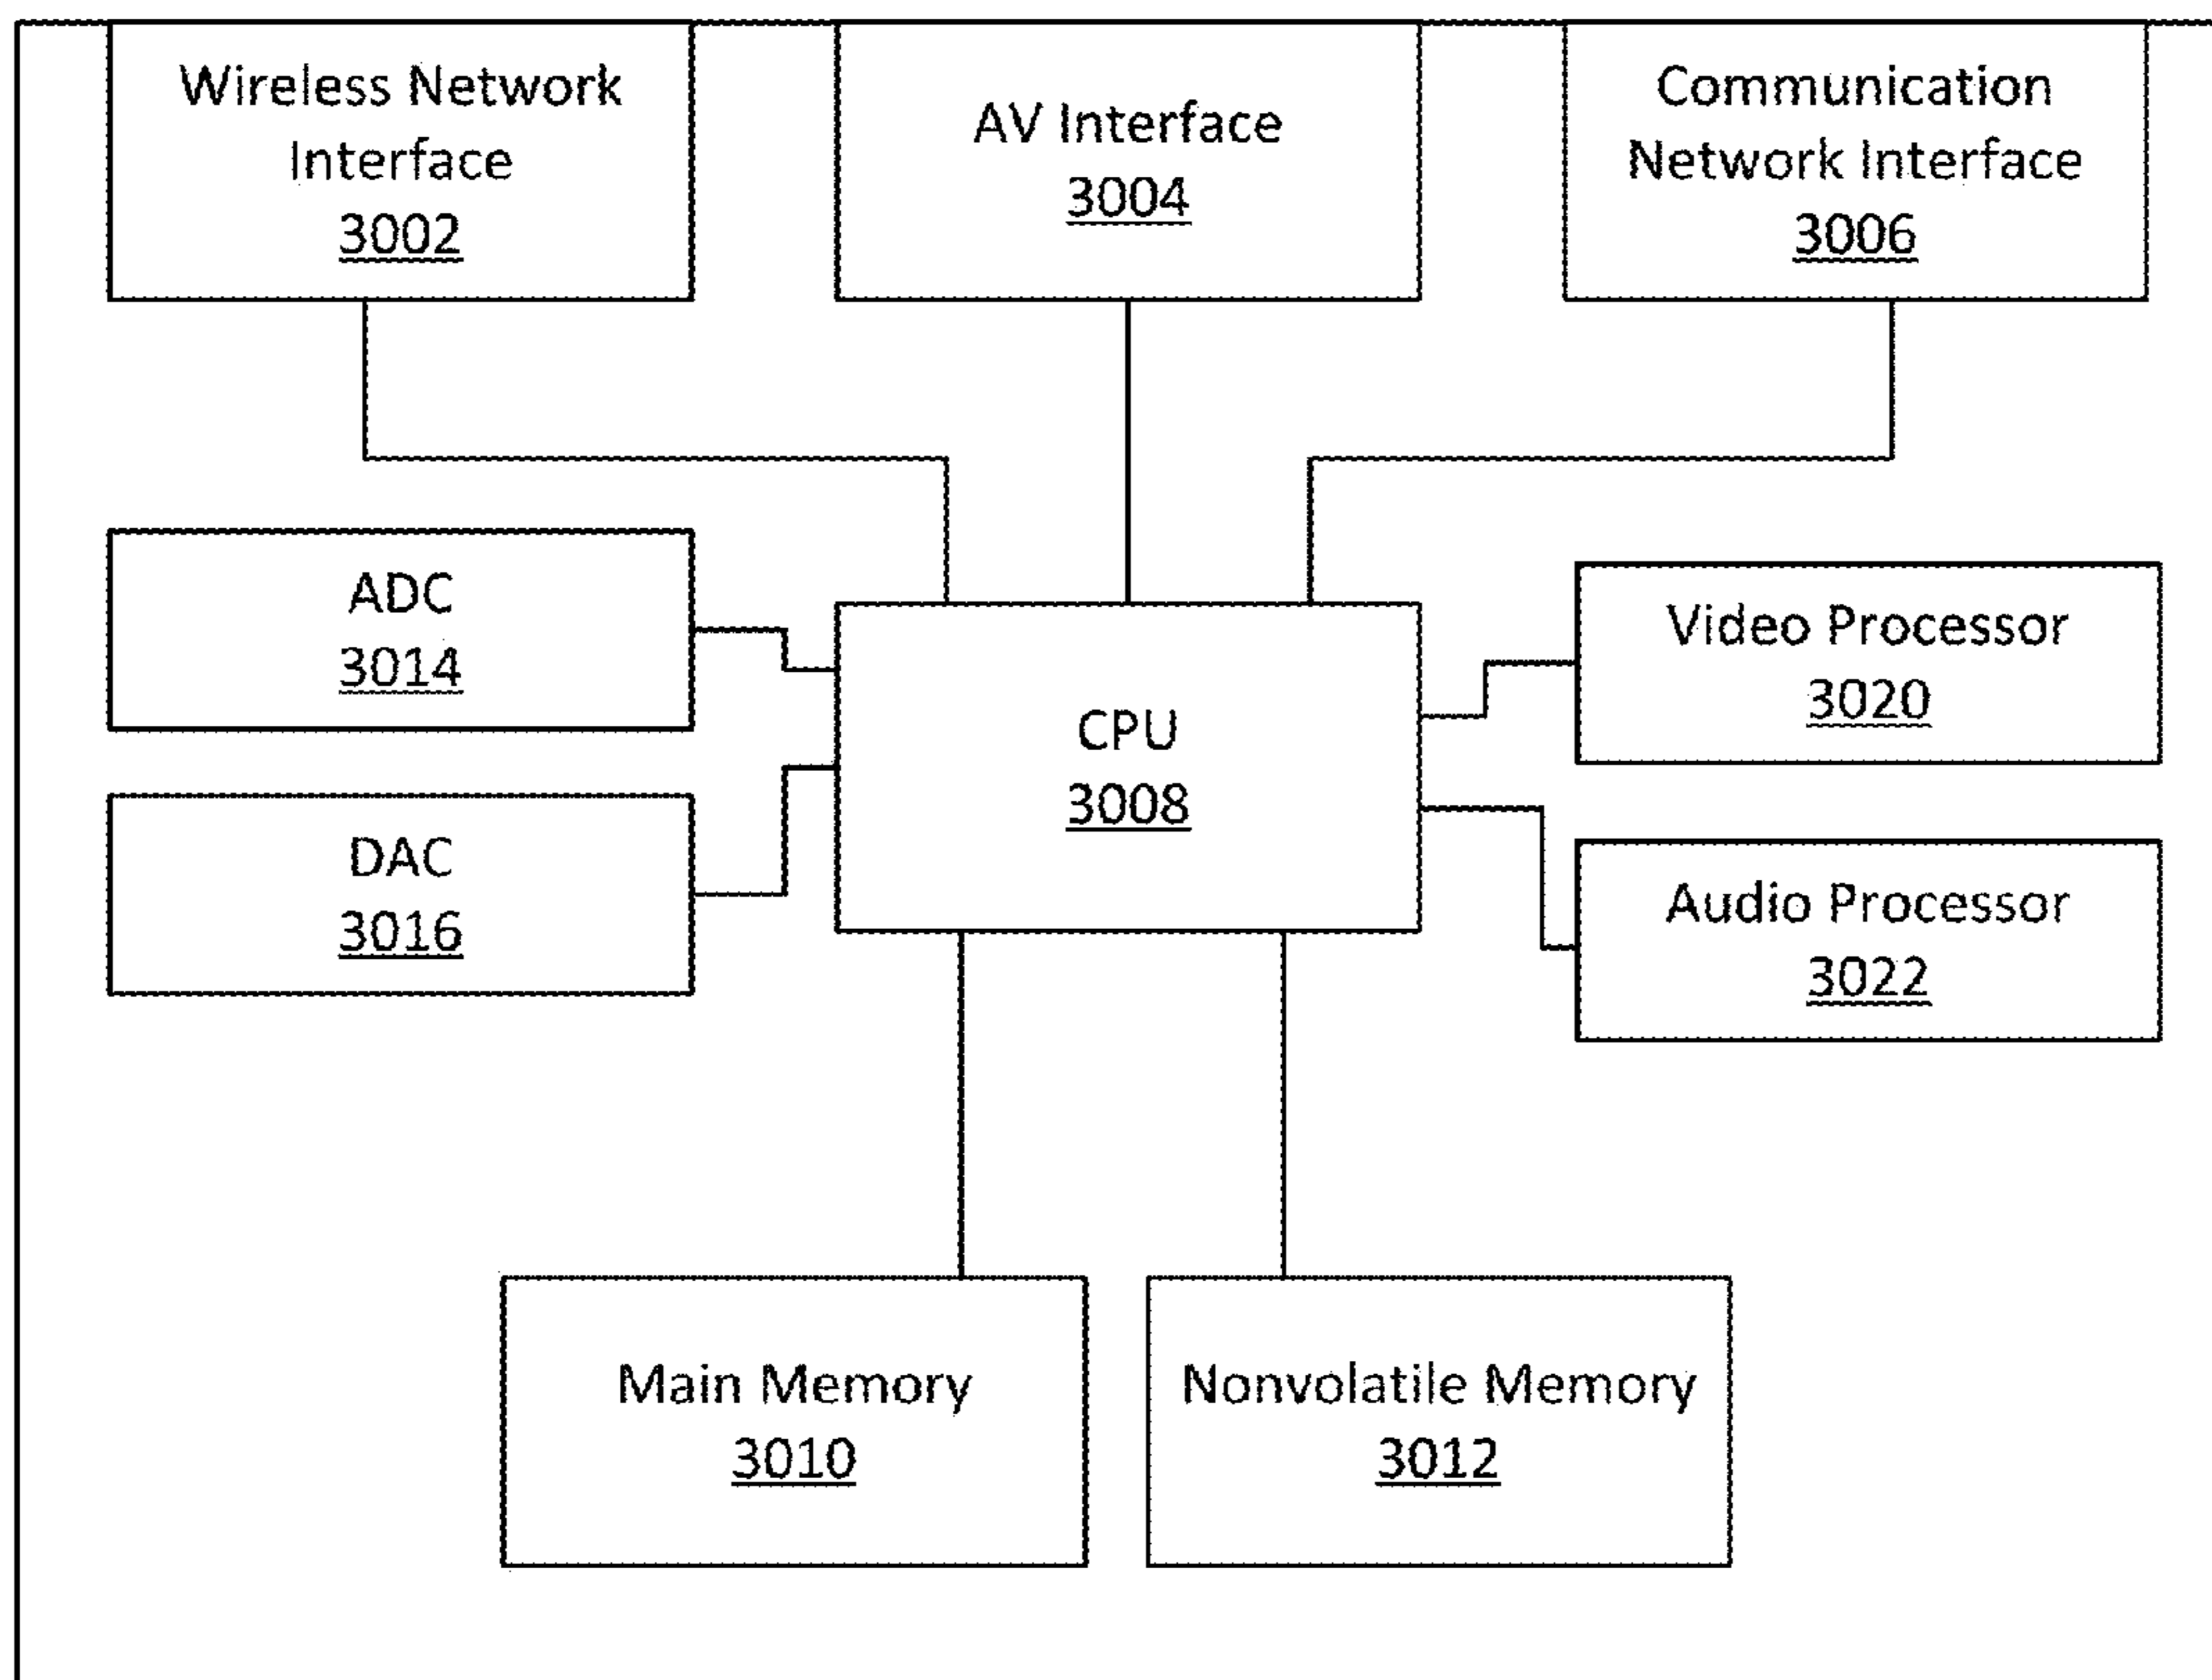 Wireless Network
Interface
3002
AV Interface
3004
Communication
Network Interface
3006
ADC
3014
DAC
3016
CPU
3008
Video Processor
3020
Audio Processor
3022
Main Memory
3010
Nonvolatile Memory
3012